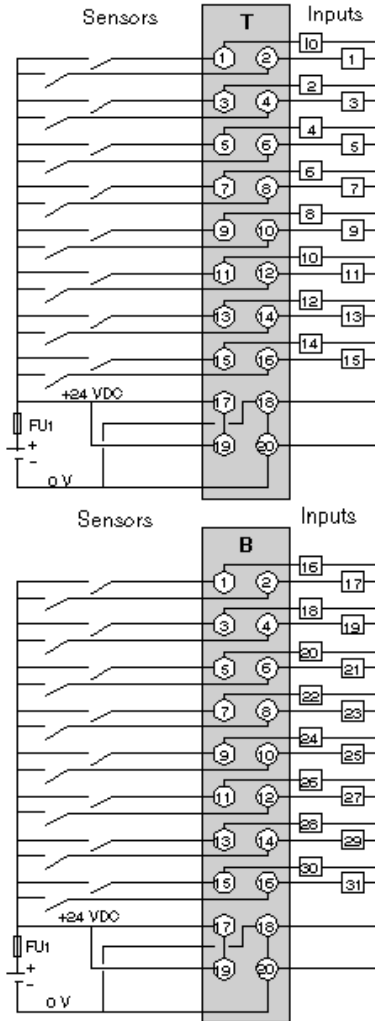 Sensors T Inputs
I0
1 2 1
2
3 4 3
4
5 6 5
6
7 8 7
8
9 10 9
10
11 12 11
12
13 14 13
14
15 16 15
+24 VDC
17 18
FU1
+
19 20
-
0 V
Sensors Inputs
B
16
1 2 17
18
3 4 19
20
5 6 21
22
7 8 23
24
9 10 25
26
11 12 27
28
13 14 29
30
15 16 31
+24 VDC
17 18
FU1
+
19 20
-
0 V